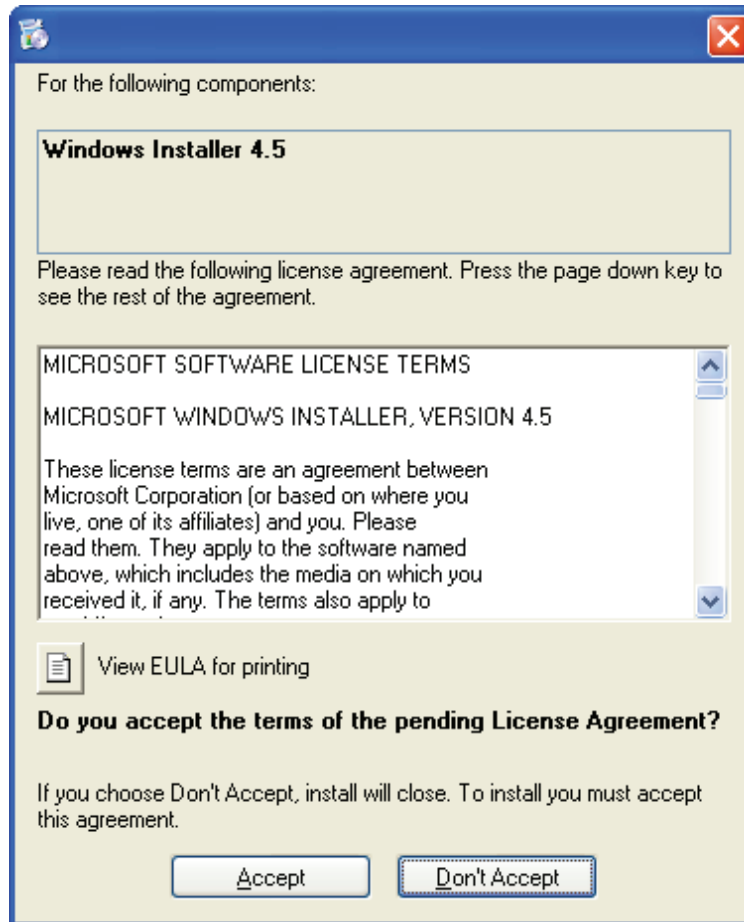 For the following components:
Windows Installer 4.5
Please read the following license agreement. Press the page down key to
see the rest of the agreement.
MICROSOFT SOFTWARE LICENSE TERMS
MICROSOFT WINDOWS INSTALLER, VERSION 4.5
These license terms are an agreement between
Microsoft Corporation (or based on where you
live, one of its affiliates) and you. Please
read them. They apply to the software named
above, which includes the media on which you
received it, if any. The terms also apply to
View EULA for printing
Do you accept the terms of the pending License Agreement?
If you choose Don't Accept, install will close. To install you must accept
this agreement.
Accept
Don't Accept